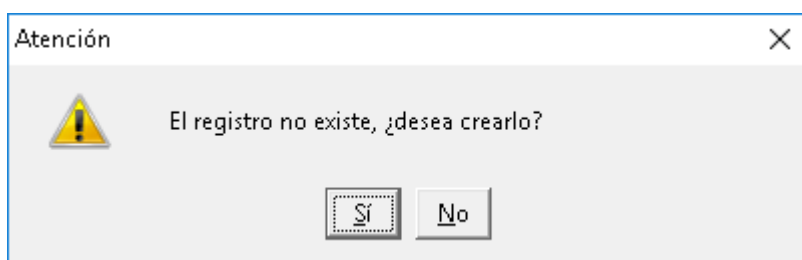 Atención
El registro no existe, ¿desea crearlo?
Sí No